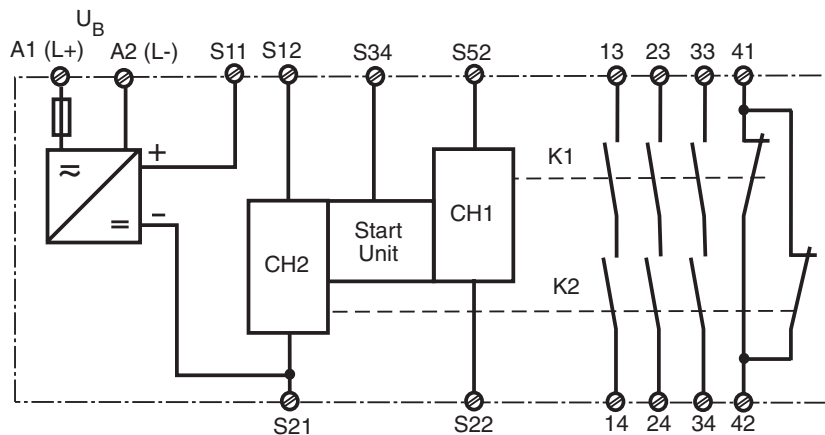 U_B
A1 (L+) A2 (L-) S11 S12 S34 S52 13 23 33 41
+
≂
-
=
K1
CH1
CH2
Start
Unit
K2
S21 S22 14 24 34 42